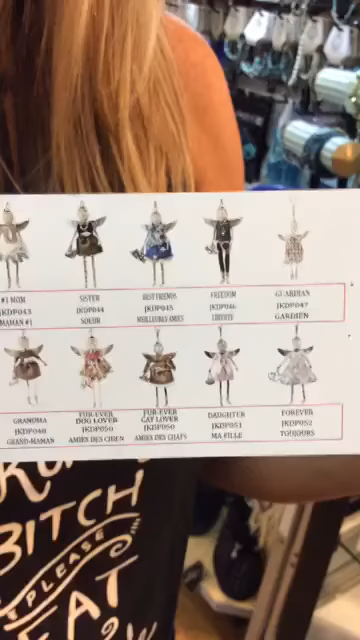 #1 MOM
JKDP043
MAMAN #1
SISTER
JKDP044
SOEUR
BEST FRIENDS
JKDP045
MEILLEURES AMIES
FREEDOM
JKDP046
LIBERTE
GUARDIAN
JKDP047
GARDIEN
GRANDMA
JKDP048
GRAND-MAMAN
FUR-EVER
DOG LOVER
JKDP050
AMIES DES CHIEN
FUR-EVER
CAT LOVER
JKDP050
AMIES DES CHATS
DAUGHTER
JKDP051
MA FILLE
FOREVER
JKDP052
TOUJOURS
BITCH
PLEASE
EAT